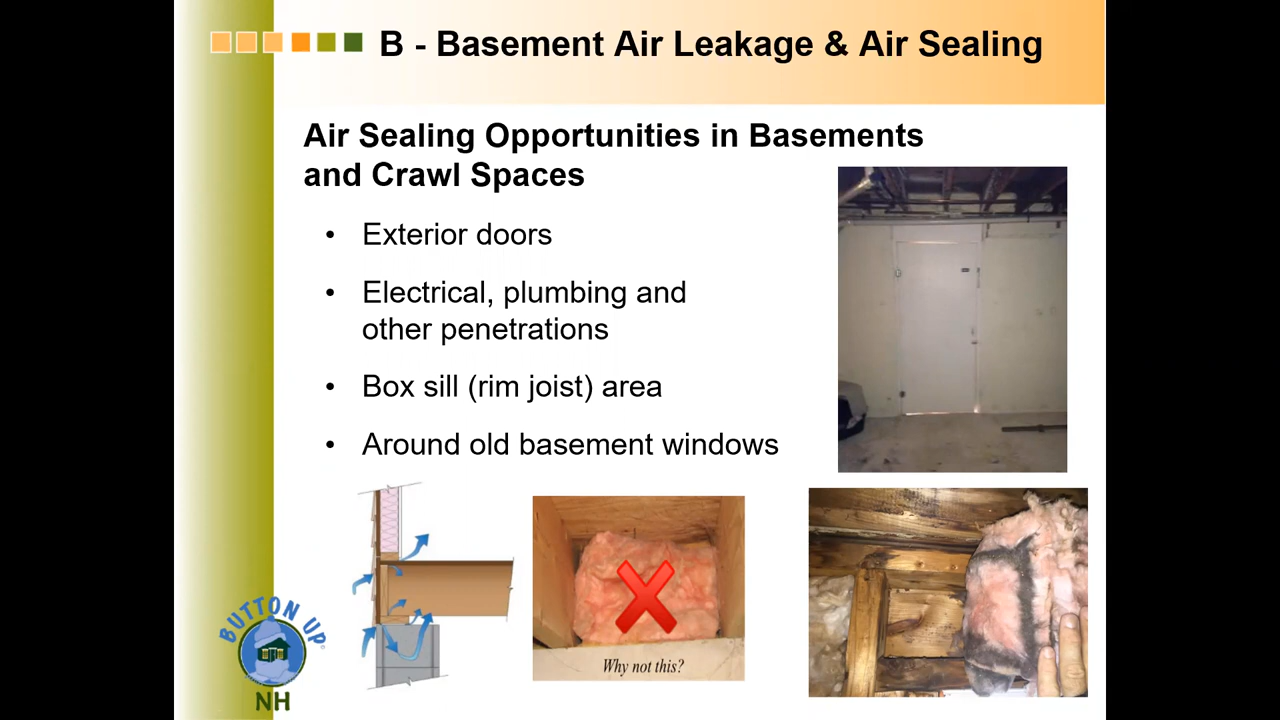 B - Basement Air Leakage & Air Sealing
Air Sealing Opportunities in Basements
and Crawl Spaces
• Exterior doors
• Electrical, plumbing and
other penetrations
• Box sill (rim joist) area
• Around old basement windows
Why not this?
BUTTON UP
NH